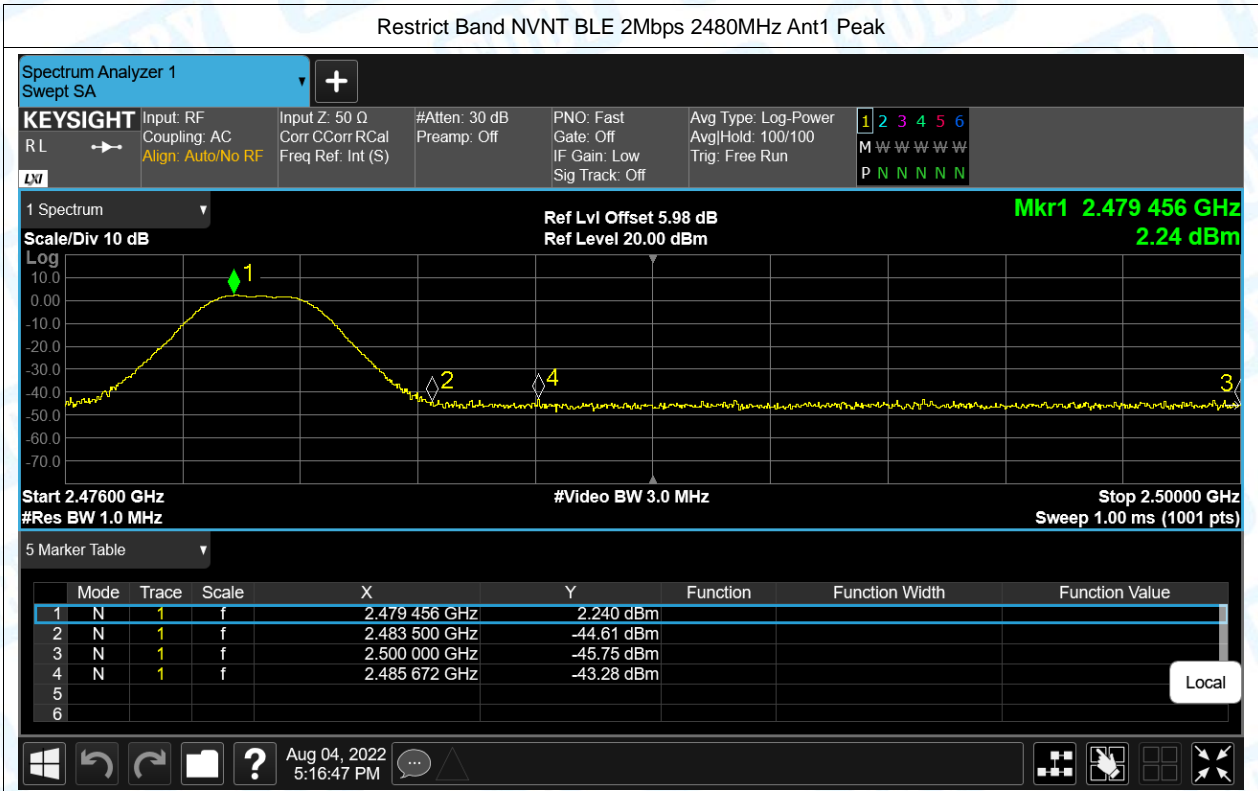 Restrict Band NVNT BLE 2Mbps 2480MHz Ant1 Peak
Spectrum Analyzer 1
Swept SA
+
KEYSIGHT
RL
LXI
Input: RF
Coupling: AC
Align: Auto/No RF
Input Z: 50 Ω
Corr CCorr RCal
Freq Ref: Int (S)
#Atten: 30 dB
Preamp: Off
PNO: Fast
Gate: Off
IF Gain: Low
Sig Track: Off
Avg Type: Log-Power
Avg|Hold: 100/100
Trig: Free Run
1 2 3 4 5 6
M W W W W W
P N N N N N
1 Spectrum
Scale/Div 10 dB
Ref Lvl Offset 5.98 dB
Ref Level 20.00 dBm
Mkr1 2.479 456 GHz
2.24 dBm
Log
10.0
0.00
-10.0
-20.0
-30.0
-40.0
-50.0
-60.0
-70.0
1
2
4
3
Start 2.47600 GHz
#Res BW 1.0 MHz
#Video BW 3.0 MHz
Stop 2.50000 GHz
Sweep 1.00 ms (1001 pts)
5 Marker Table
Mode Trace Scale X Y Function Function Width Function Value
1 N 1 f 2.479 456 GHz 2.240 dBm
2 N 1 f 2.483 500 GHz -44.61 dBm
3 N 1 f 2.500 000 GHz -45.75 dBm
4 N 1 f 2.485 672 GHz -43.28 dBm
5
6
Local
?
Aug 04, 2022
5:16:47 PM